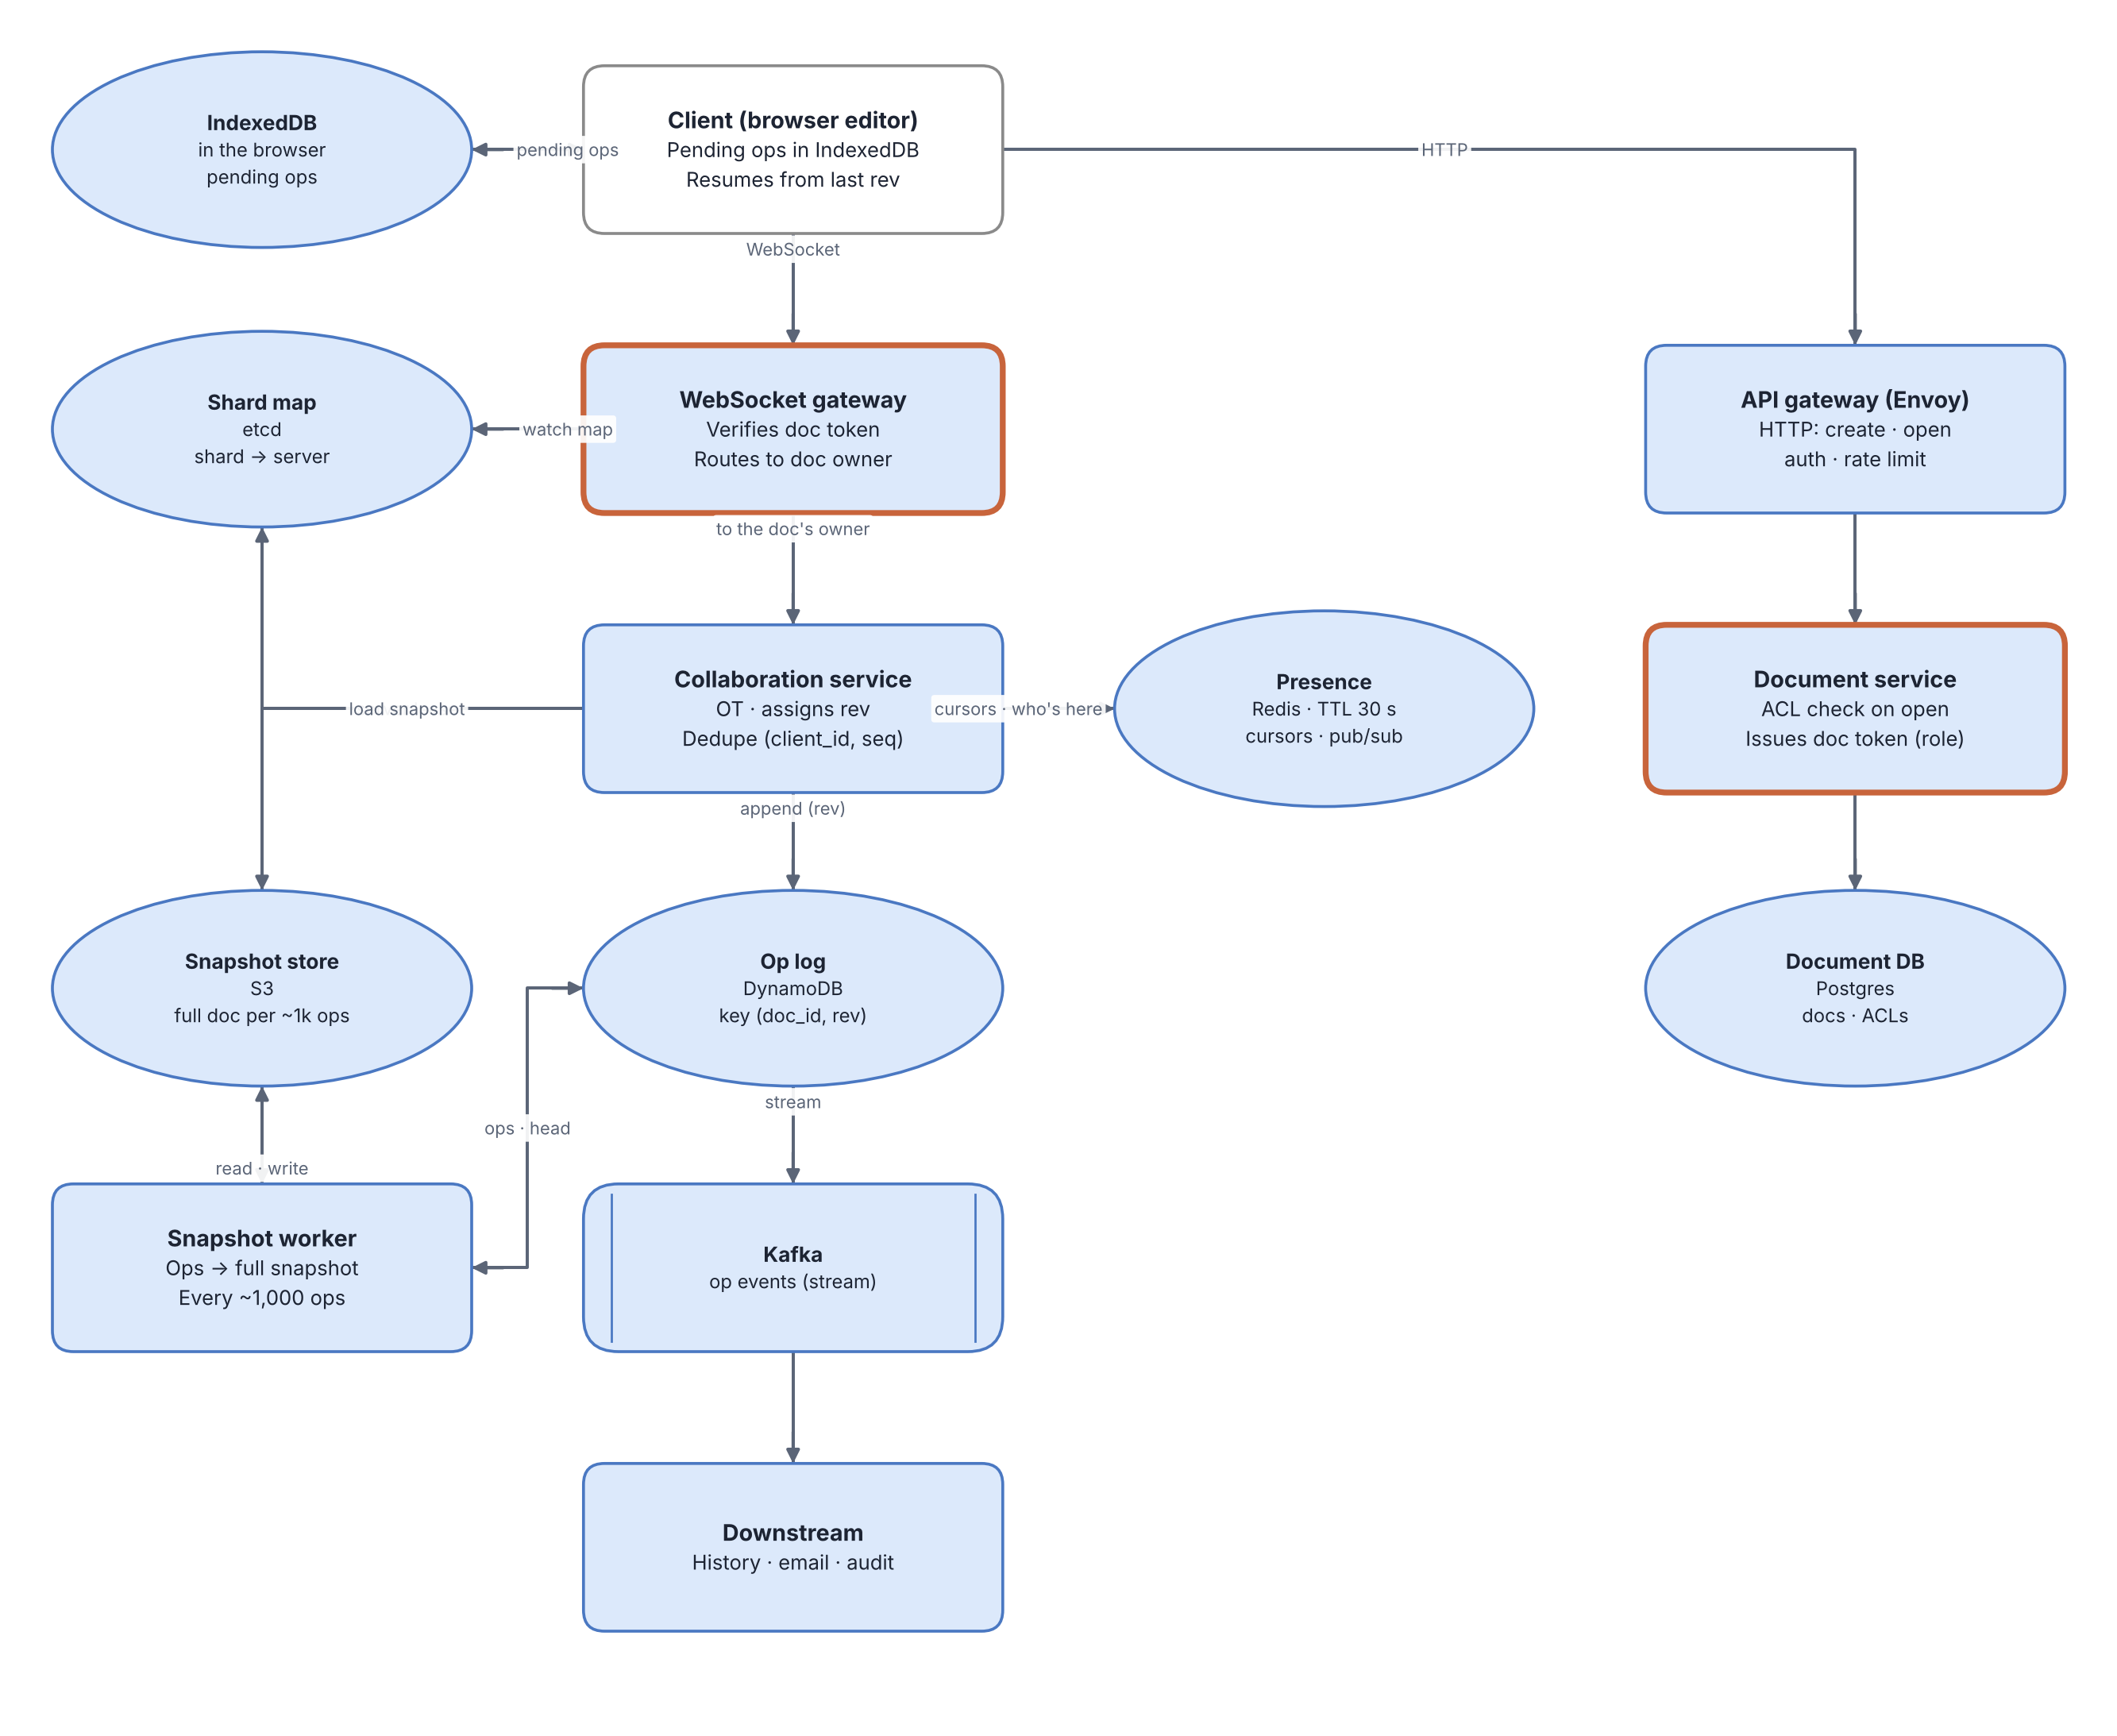 IndexedDB
in the browser
pending ops
pending ops
Client (browser editor)
Pending ops in IndexedDB
Resumes from last rev
HTTP
WebSocket
Shard map
etcd
shard → server
watch map
WebSocket gateway
Verifies doc token
Routes to doc owner
API gateway (Envoy)
HTTP: create · open
auth · rate limit
to the doc's owner
load snapshot
Collaboration service
OT · assigns rev
Dedupe (client_id, seq)
cursors · who's here
Presence
Redis · TTL 30 s
cursors · pub/sub
Document service
ACL check on open
Issues doc token (role)
append (rev)
Snapshot store
S3
full doc per ~1k ops
Op log
DynamoDB
key (doc_id, rev)
Document DB
Postgres
docs · ACLs
stream
ops · head
read · write
Snapshot worker
Ops → full snapshot
Every ~1,000 ops
Kafka
op events (stream)
Downstream
History · email · audit